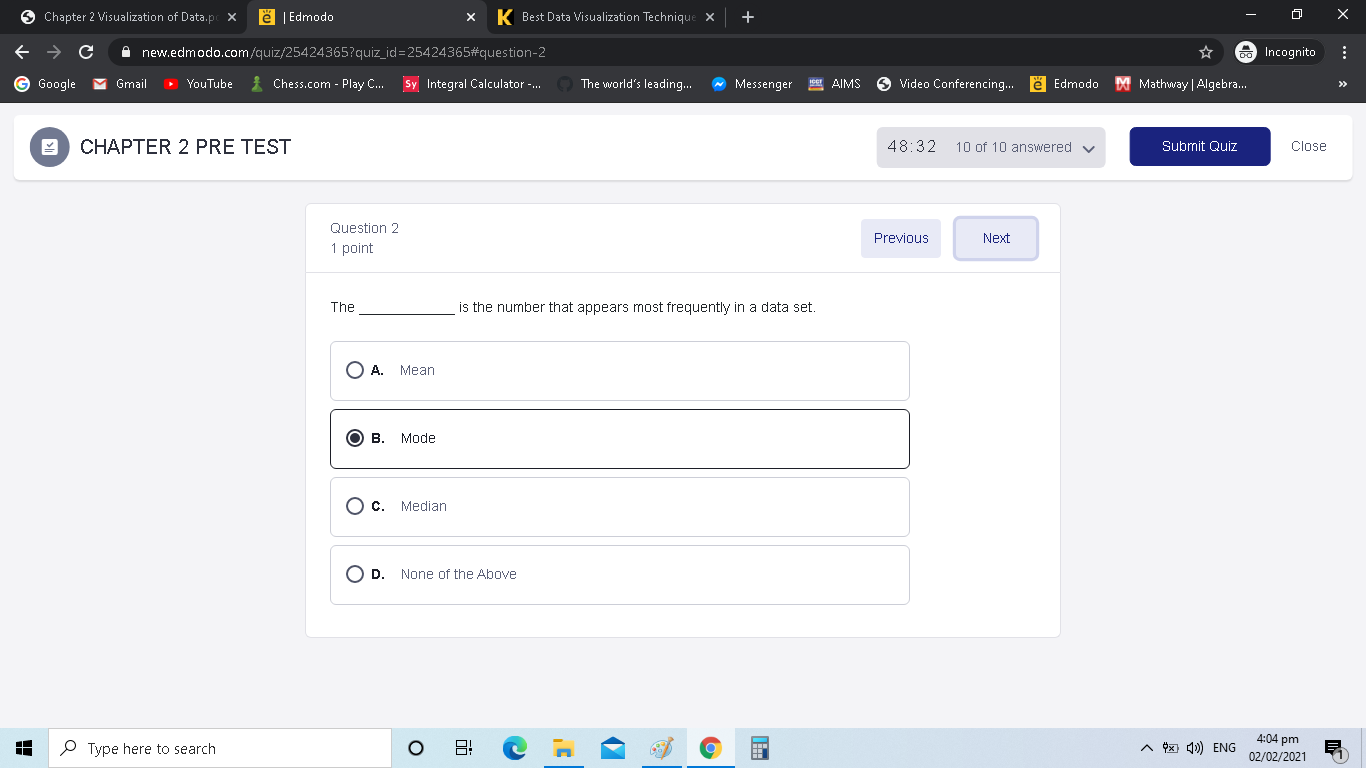 Chapter 2 Visualization of Data.p
| Edmodo
Best Data Visualization Technique
new.edmodo.com/quiz/25424365?quiz_id=25424365#question-2
Incognito
Google
Gmail
YouTube
Chess.com - Play C...
Sy
Integral Calculator -...
The world's leading...
Messenger
AIMS
Video Conferencing...
Edmodo
Mathway | Algebra...
»
CHAPTER 2 PRE TEST
48:32 10 of 10 answered
Submit Quiz
Close
Question 2
1 point
Previous
Next
The ____________ is the number that appears most frequently in a data set.
A. Mean
B. Mode
C. Median
D. None of the Above
Type here to search
ENG
4:04 pm
02/02/2021
1